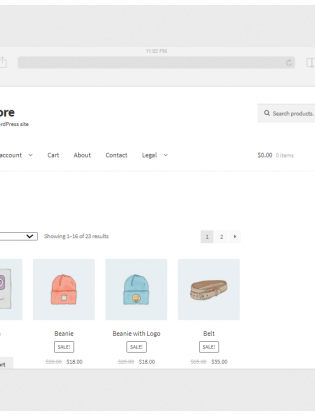 11:02 PM
ore
rdPress site
Search products.
account
Cart
About
Contact
Legal
$0.00 0 items
Showing 1–16 of 23 results
1 2
Beanie
Beanie with Logo
Belt
SALE!
SALE!
SALE!
$20.00 $18.00
$20.00 $18.00
$65.00 $55.00
rt